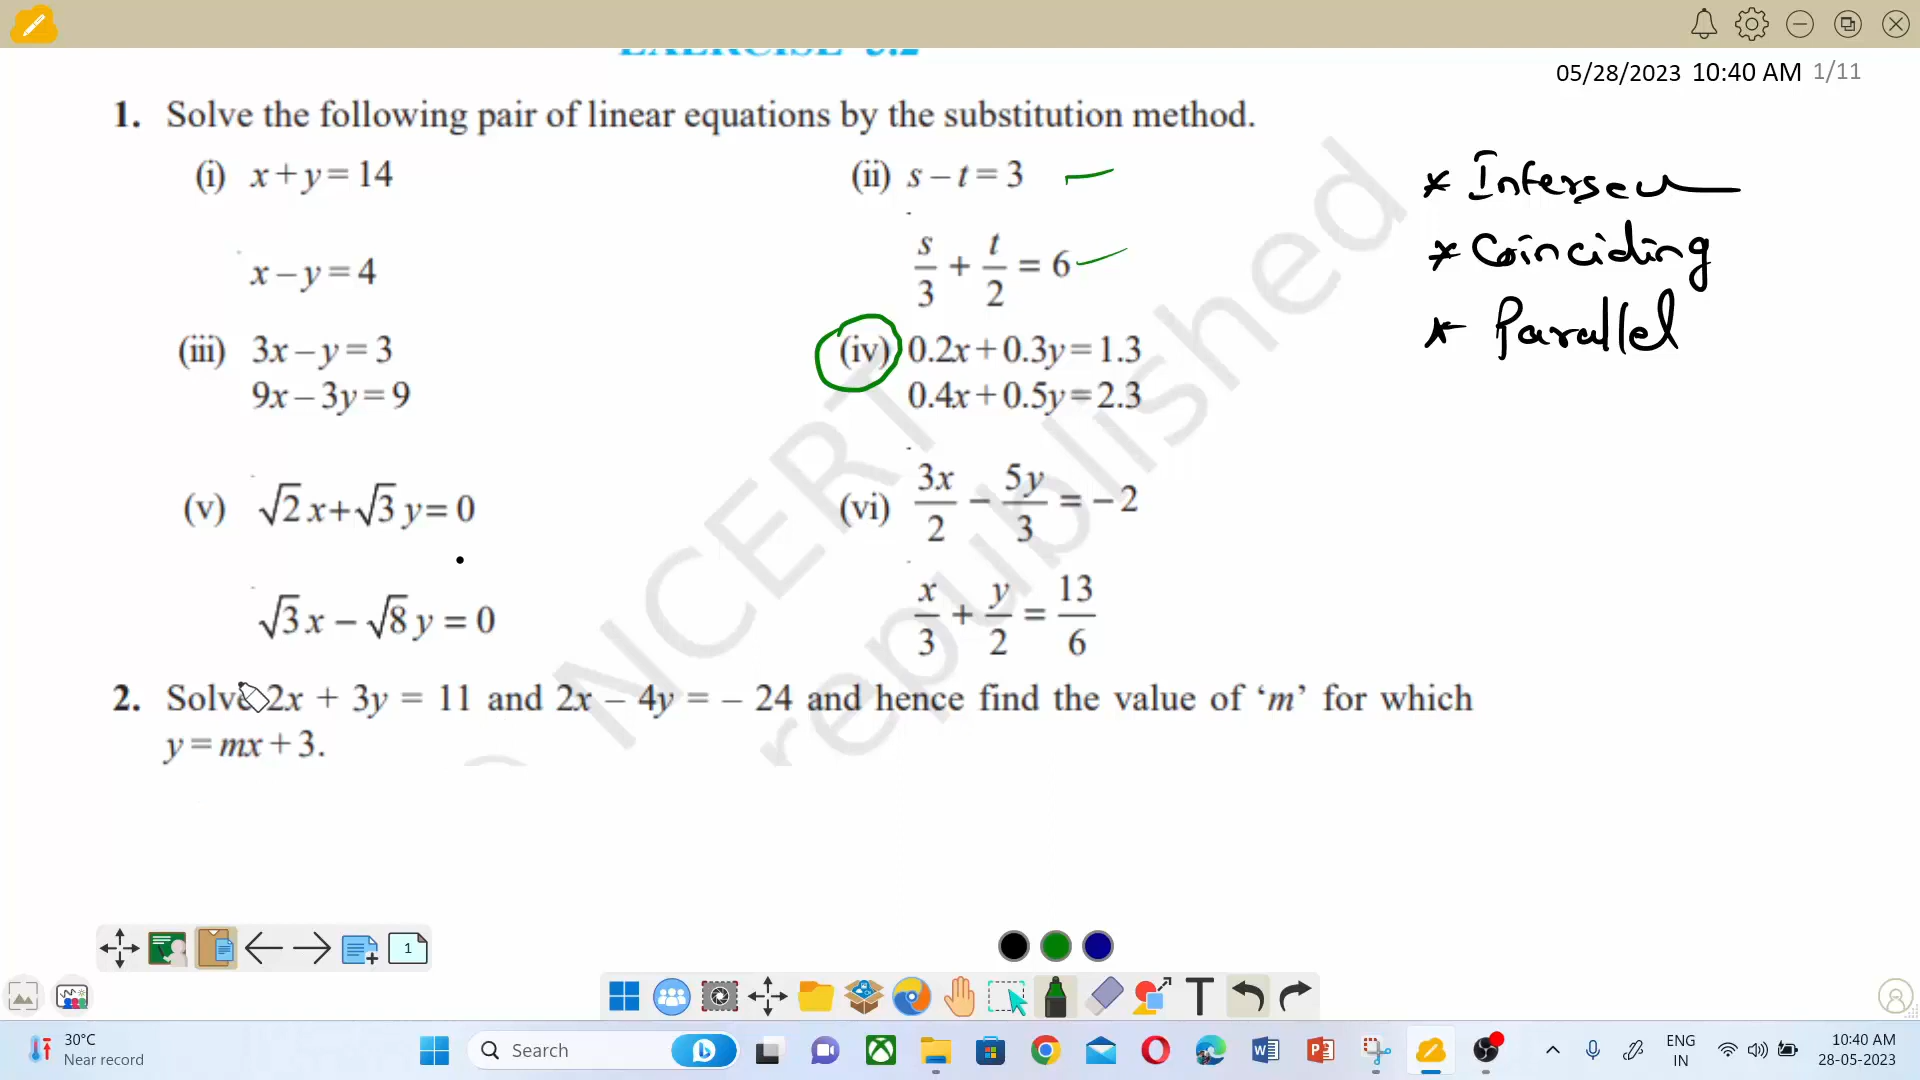 EXERCISE 3.2
05/28/2023 10:40 AM 1/11
1. Solve the following pair of linear equations by the substitution method.
(i) x + y = 14
(ii) s – t = 3
x – y = 4
s/3 + t/2 = 6
(iii) 3x – y = 3
9x – 3y = 9
(iv) 0.2x + 0.3y = 1.3
0.4x + 0.5y = 2.3
(v) √2 x + √3 y = 0
√3 x – √8 y = 0
(vi) 3x/2 – 5y/3 = – 2
x/3 + y/2 = 13/6
2. Solve 2x + 3y = 11 and 2x – 4y = – 24 and hence find the value of ‘m’ for which
y = mx + 3.
* Coinciding
* Parallel
NCERT
republished
1
T
30°C
Near record
Search
ENG
IN
10:40 AM
28-05-2023